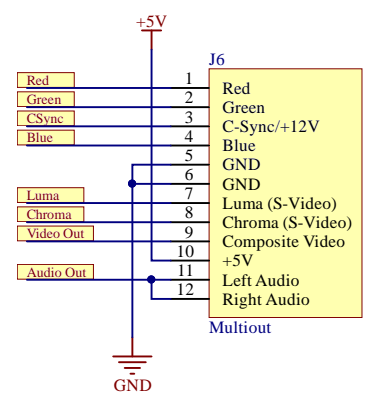 +5V
J6
Red 1 Red
Green 2 Green
CSync 3 C-Sync/+12V
Blue 4 Blue
5 GND
6 GND
Luma 7 Luma (S-Video)
Chroma 8 Chroma (S-Video)
Video Out 9 Composite Video
10 +5V
Audio Out 11 Left Audio
12 Right Audio
Multiout
GND